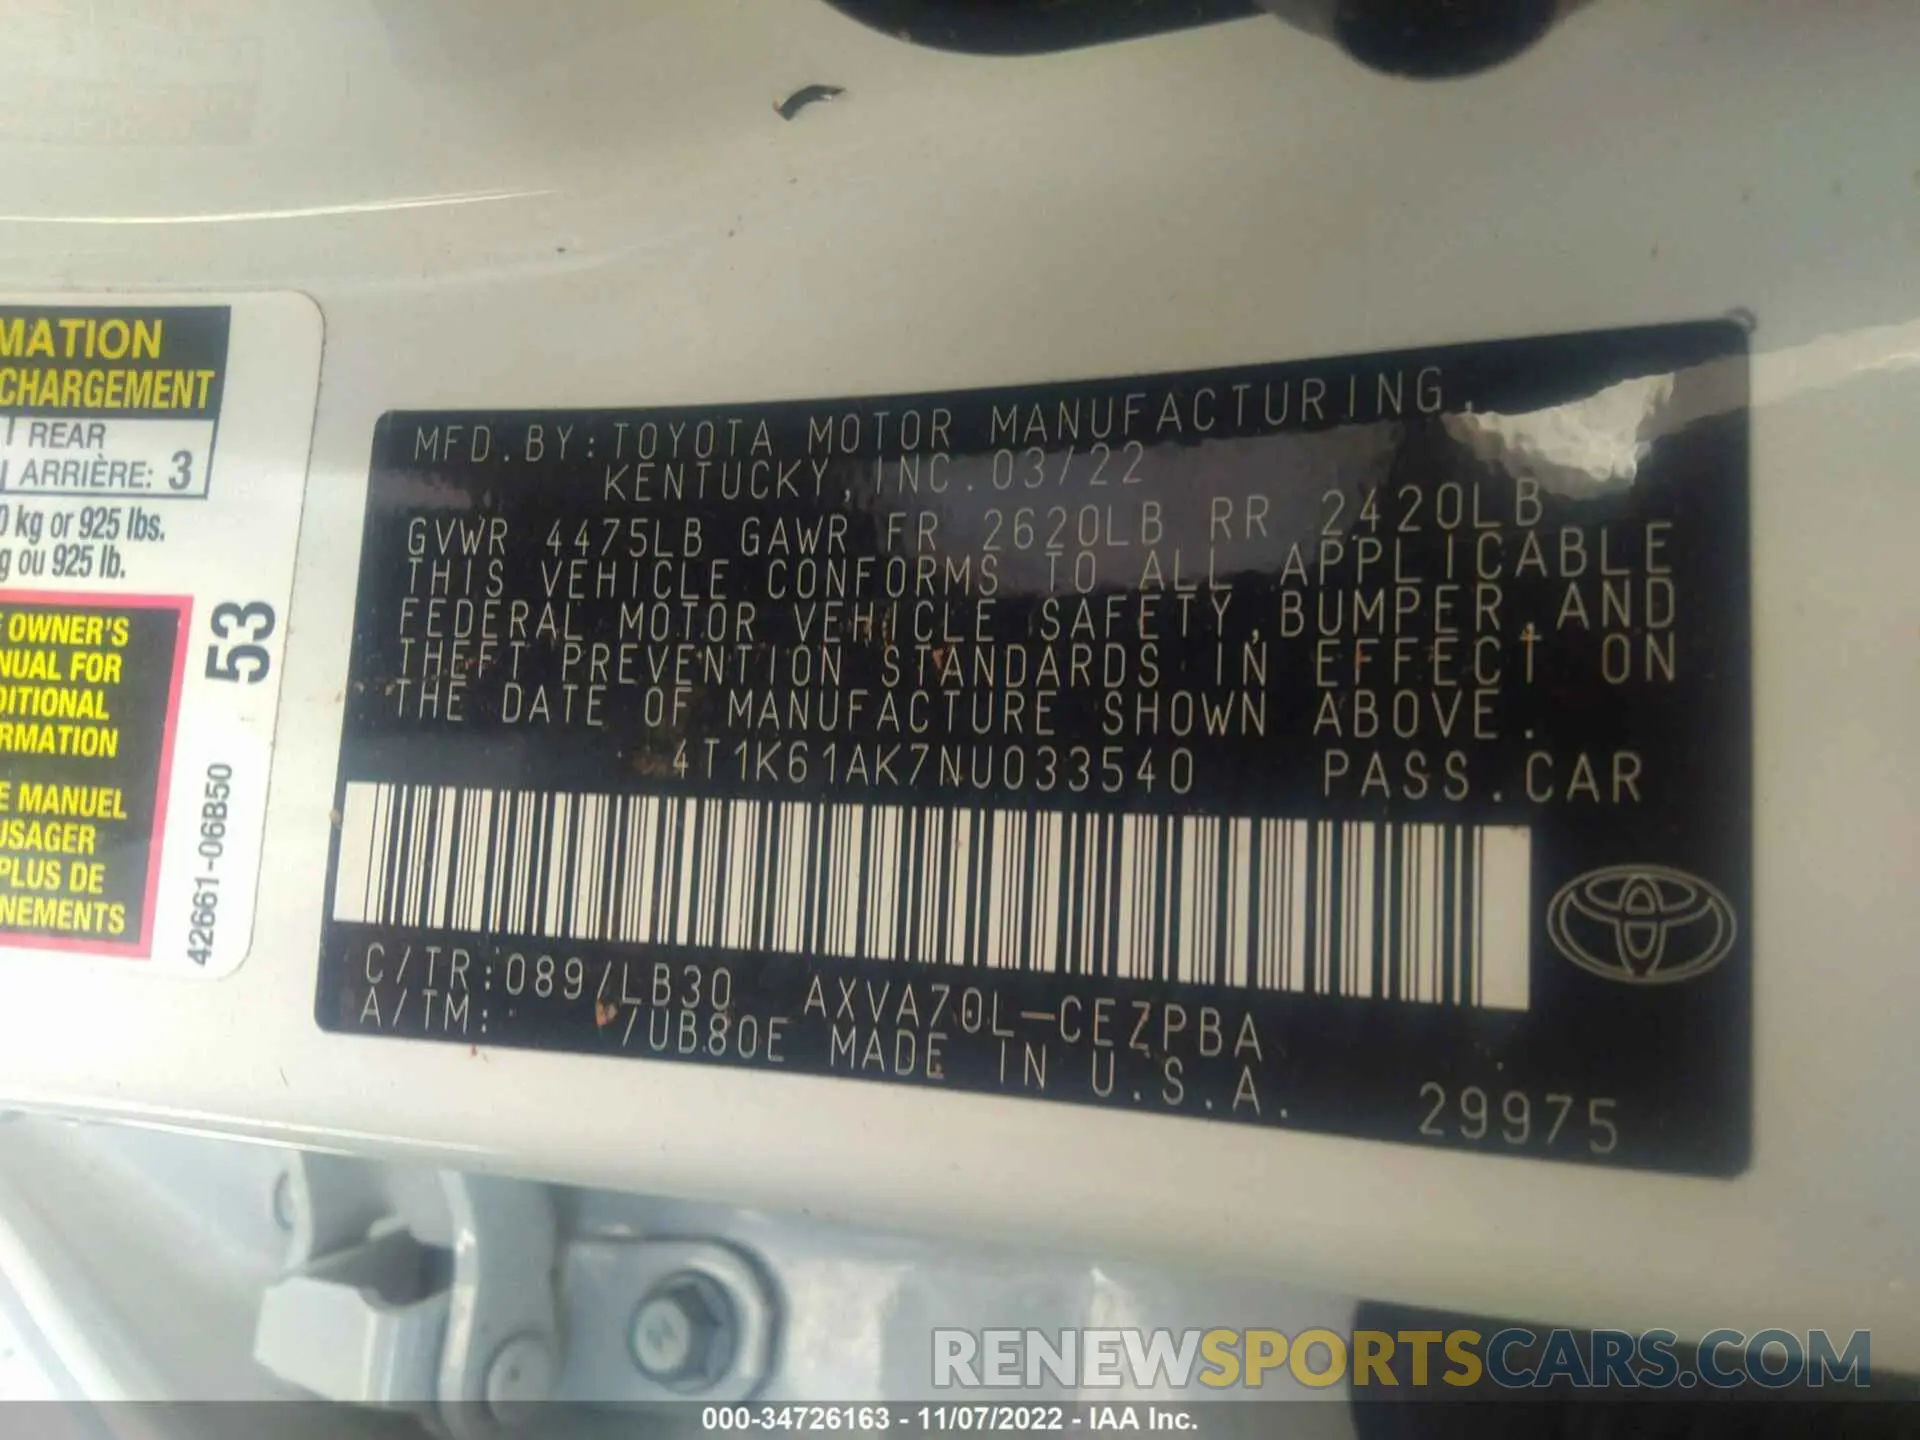 MATION
CHARGEMENT
REAR
ARRIÈRE: 3
0 kg or 925 lbs.
g ou 925 lb.
E OWNER'S
NUAL FOR
DITIONAL
ORMATION
E MANUEL
USAGER
PLUS DE
NEMENTS
53
42661-06B50
MFD. BY: TOYOTA MOTOR MANUFACTURING,
KENTUCKY, INC. 03/22
GVWR 4475LB GAWR FR 2620LB RR 2420LB
THIS VEHICLE CONFORMS TO ALL APPLICABLE
FEDERAL MOTOR VEHICLE SAFETY, BUMPER, AND
THEFT PREVENTION STANDARDS IN EFFECT ON
THE DATE OF MANUFACTURE SHOWN ABOVE.
4T1K61AK7NU033540 PASS. CAR
C/TR: 089/LB30 AXVA70L-CEZPBA
A/TM: /UB80E MADE IN U.S.A.
29975
RENEWSPORTSCARS.COM
000-34726163 - 11/07/2022 - IAA Inc.